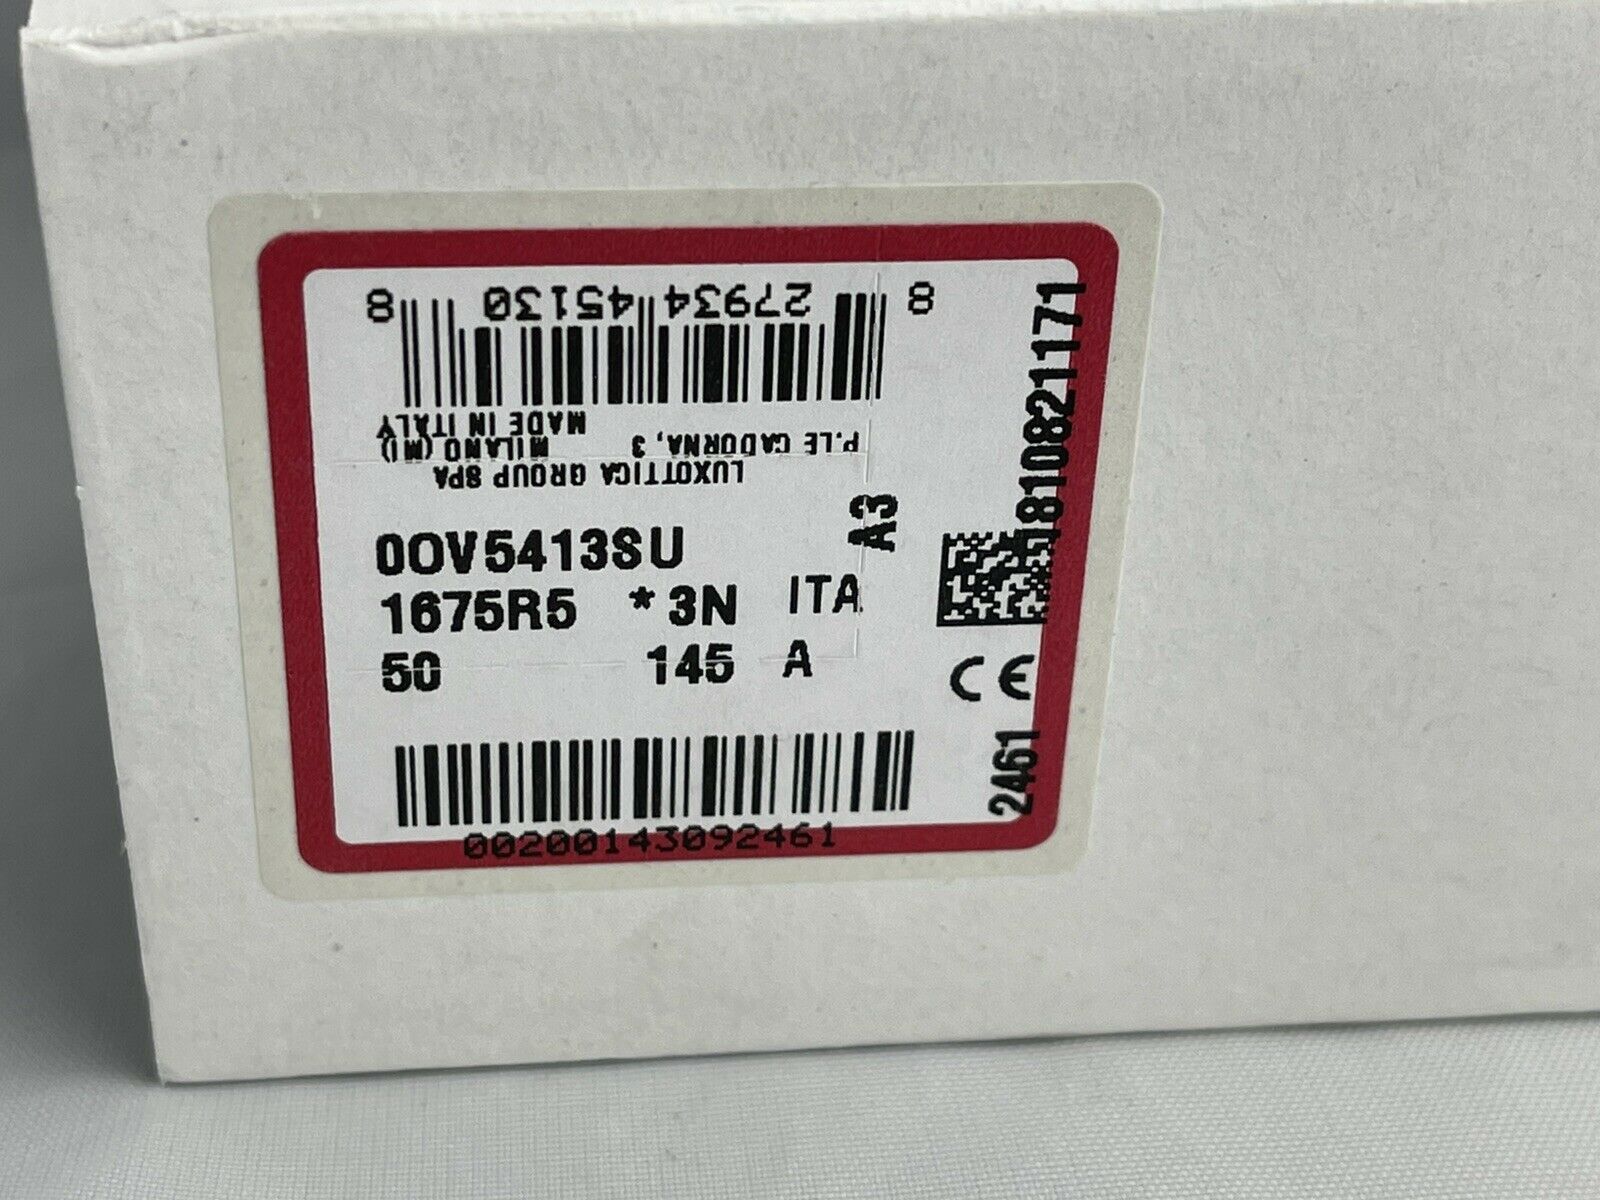 8 27934 45130 8
MADE IN ITALY
P.LE CADORNA, 3 MILANO (MI)
LUXOTTICA GROUP SPA
0OV5413SU
1675R5 *3N ITA
50 145 A
A3
1810821171
CE
2461
00200143092461